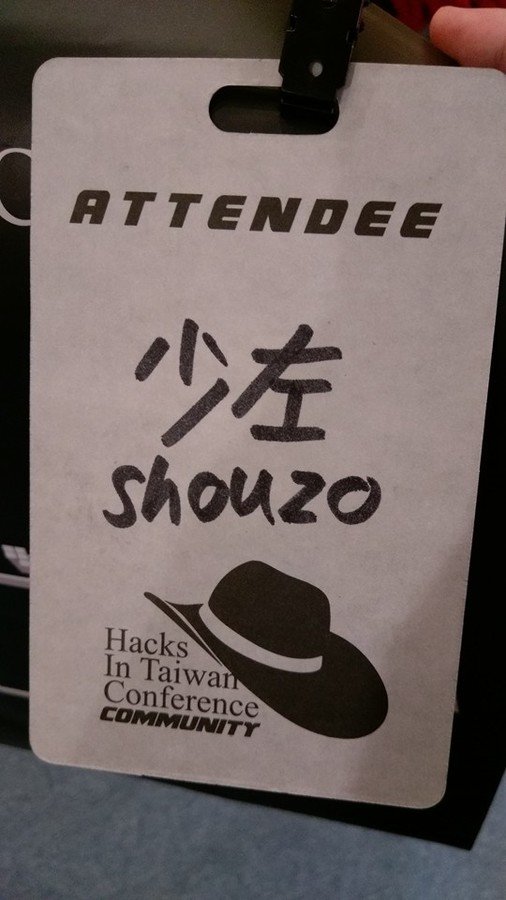 ATTENDEE
少左
shouzo
Hacks
In Taiwan
Conference
COMMUNITY